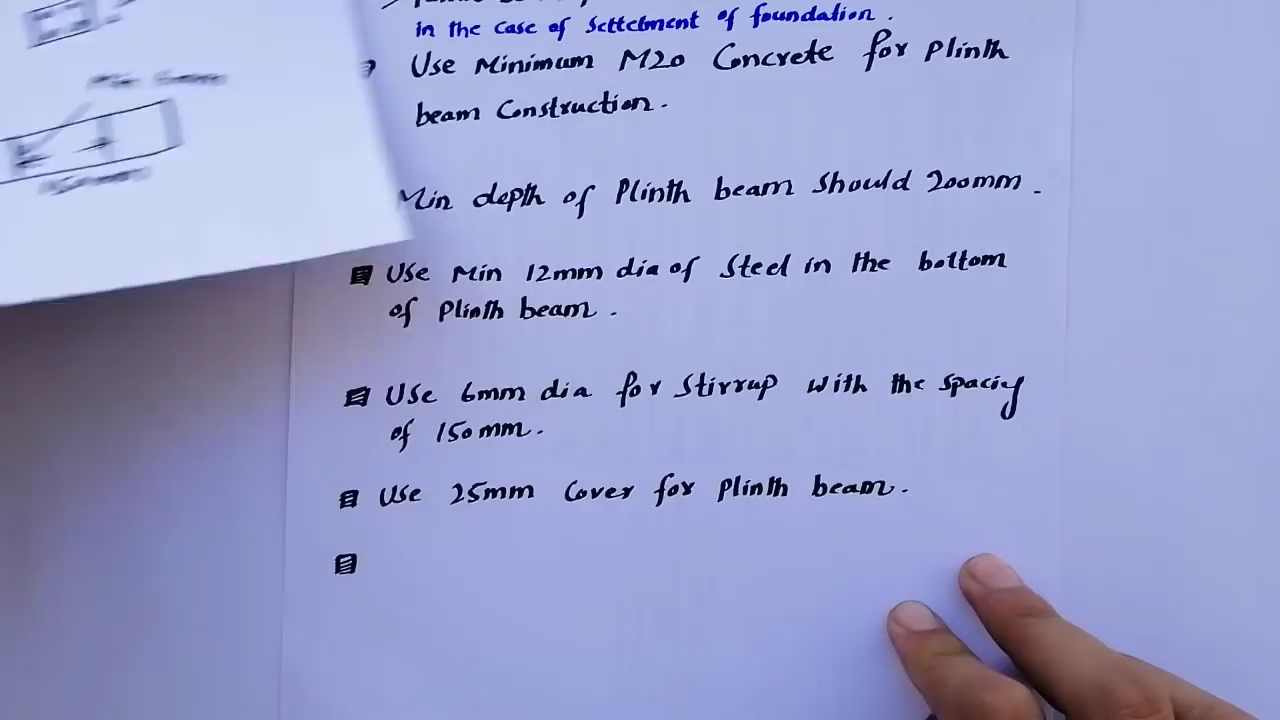 in the case of Settelment of foundation.
Use Minimum M20 Concrete for Plinth
beam Construction.
Min depth of Plinth beam Should 200mm.
Use Min 12mm dia of Steel in the bottom
of Plinth beam.
Use 6mm dia for Stirrup with the spacing
of 150mm.
Use 25mm Cover for Plinth beam.